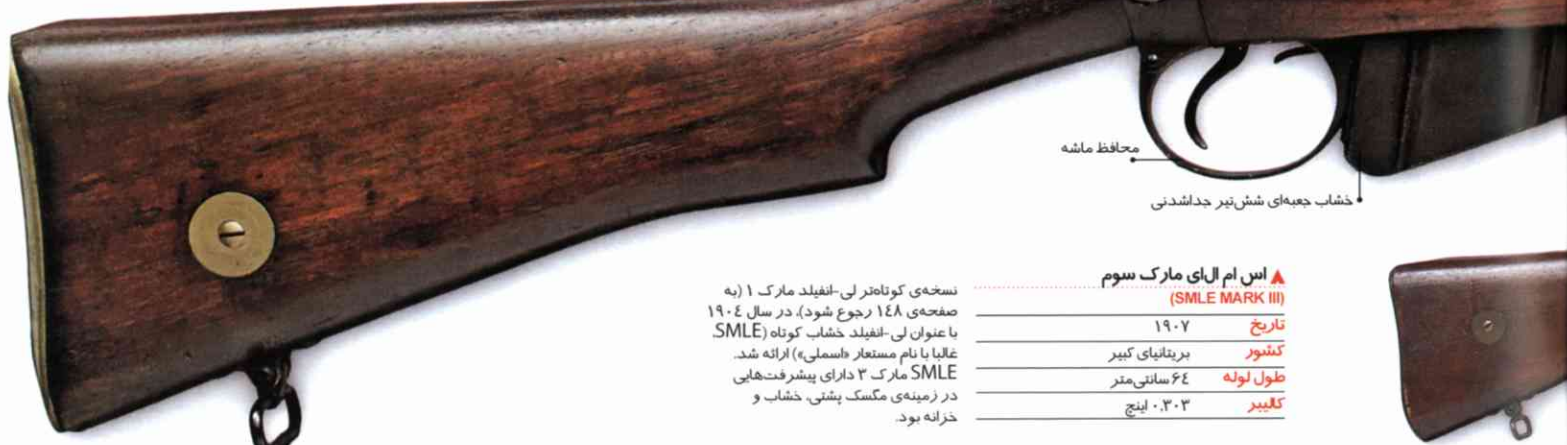 محافظ ماشه
خشاب جعبه‌ای شش‌تیر جداشدنی
▲ اس ام ال‌ای مارک سوم
(SMLE MARK III)
تاریخ ۱۹۰۷
کشور بریتانیای کبیر
طول لوله ۶٤ سانتی‌متر
کالیبر ۰.۳۰۳ اینچ
نسخه‌ی کوتاه‌تر لی-انفیلد مارک ۱ (به
صفحه‌ی ۱٤۸ رجوع شود)، در سال ۱۹۰٤
با عنوان لی-انفیلد خشاب کوتاه (SMLE،
غالبا با نام مستعار «اسملی») ارائه شد.
SMLE مارک ۳ دارای پیشرفت‌هایی
در زمینه‌ی مگسک پشتی، خشاب و
خزانه بود.